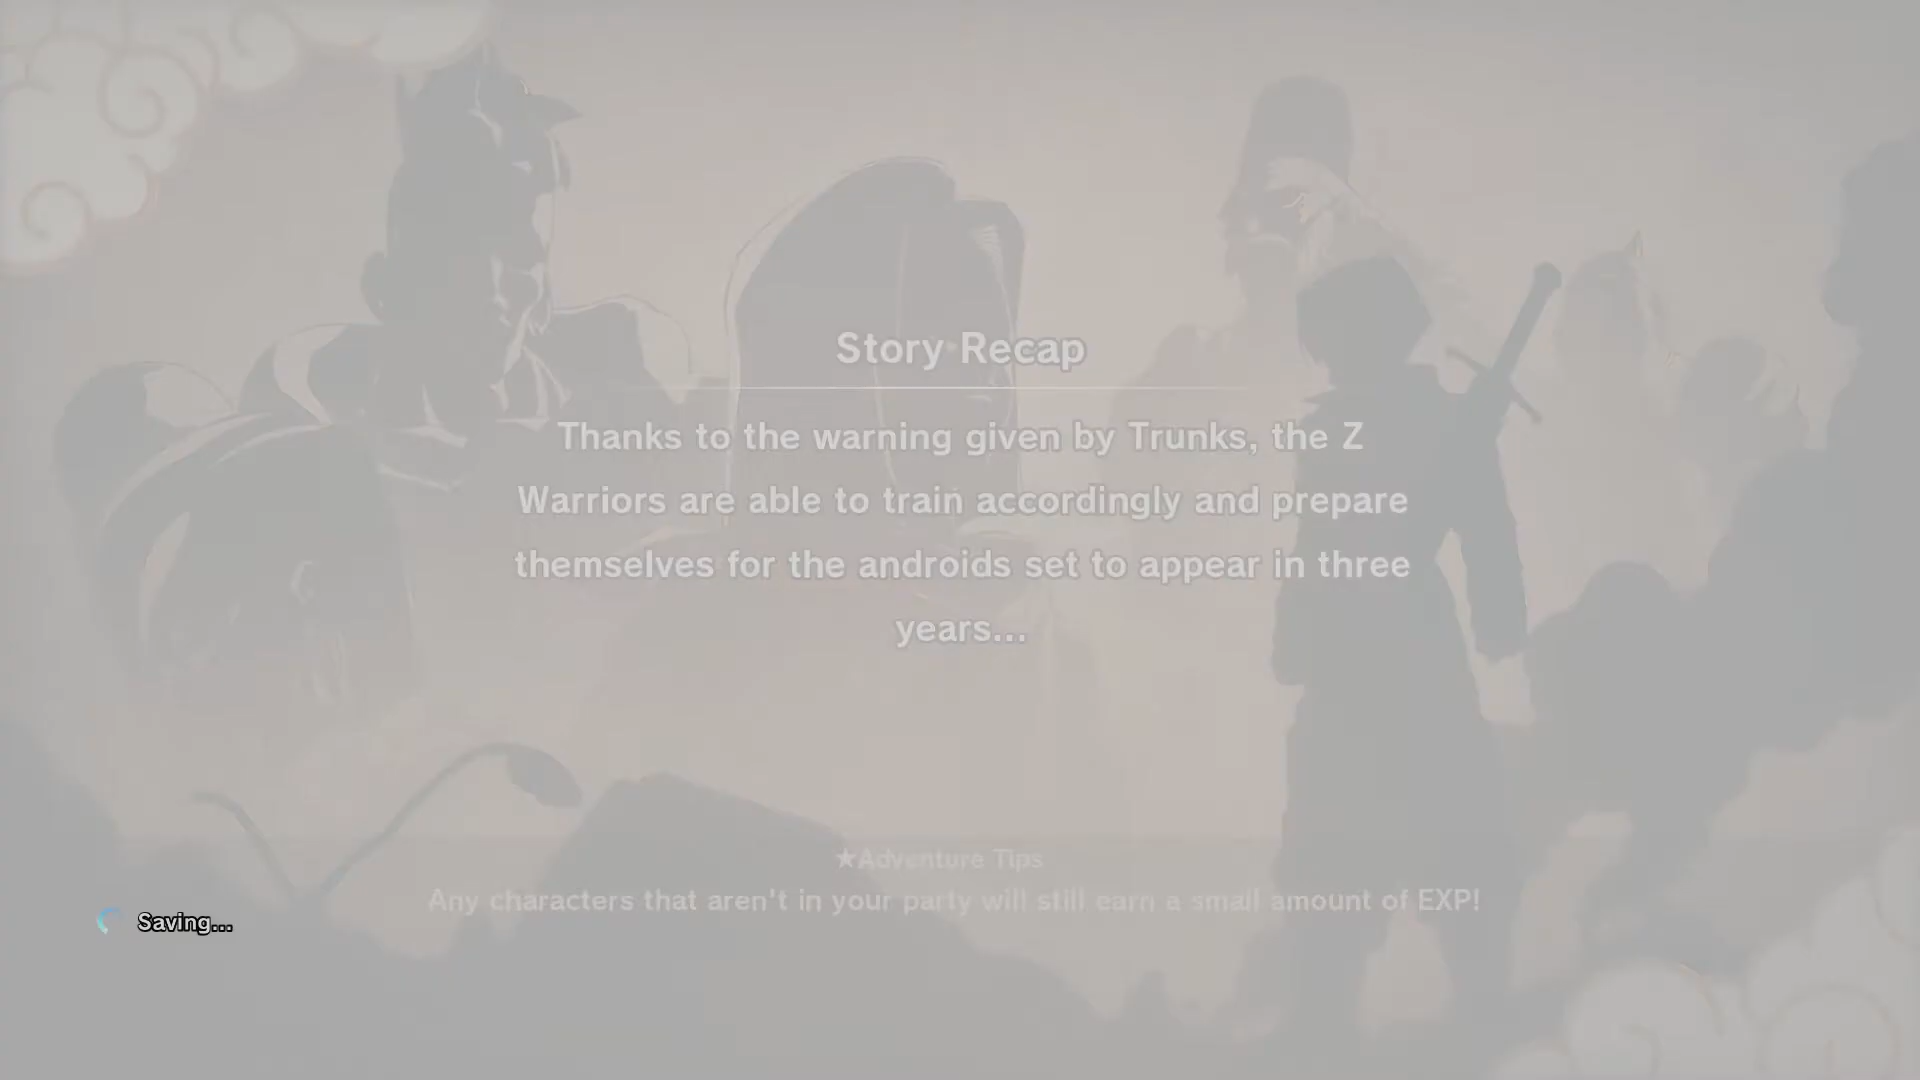 Story Recap
Thanks to the warning given by Trunks, the Z
Warriors are able to train accordingly and prepare
themselves for the androids set to appear in three
years...
★Adventure Tips
Any characters that aren't in your party will still earn a small amount of EXP!
Saving...